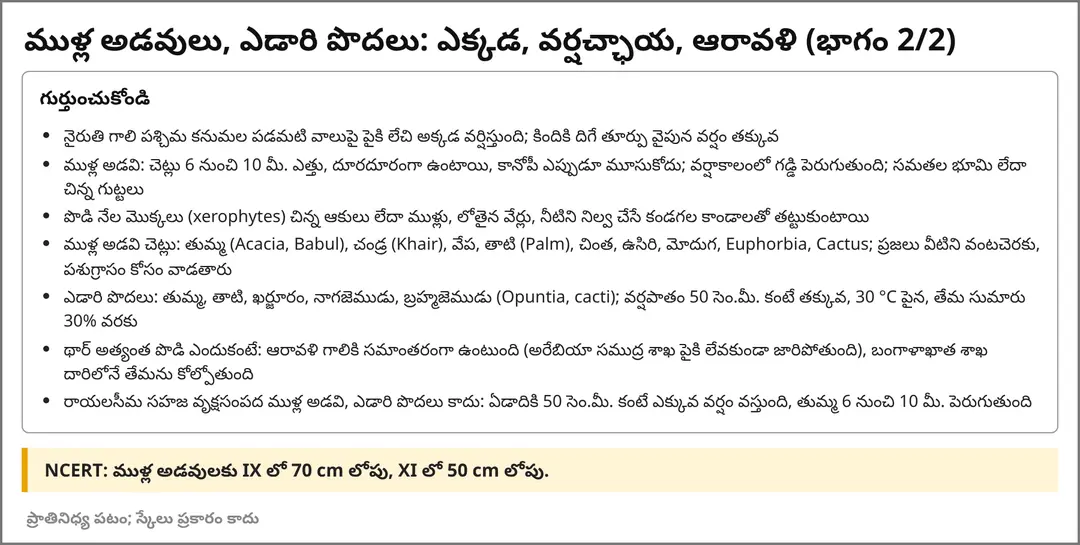 ముళ్ల అడవులు, ఎడారి పొదలు: ఎక్కడ, వర్షచ్ఛాయ, ఆరావళి (భాగం 2/2)
గుర్తుంచుకోండి
• నైరుతి గాలి పశ్చిమ కనుమల పడమటి వాలుపై పైకి లేచి అక్కడ వర్షిస్తుంది; కిందికి దిగే తూర్పు వైపున వర్షం తక్కువ
• ముళ్ల అడవి: చెట్లు 6 నుంచి 10 మీ. ఎత్తు, దూరదూరంగా ఉంటాయి, కానోపీ ఎప్పుడూ మూసుకోదు; వర్షాకాలంలో గడ్డి పెరుగుతుంది; సమతల భూమి లేదా
చిన్న గుట్టలు
• పొడి నేల మొక్కలు (xerophytes) చిన్న ఆకులు లేదా ముళ్లు, లోతైన వేర్లు, నీటిని నిల్వ చేసే కండగల కాండాలతో తట్టుకుంటాయి
• ముళ్ల అడవి చెట్లు: తుమ్మ (Acacia, Babul), చండ్ర (Khair), వేప, తాటి (Palm), చింత, ఉసిరి, మోదుగ, Euphorbia, Cactus; ప్రజలు వీటిని వంటచెరకు,
పశుగ్రాసం కోసం వాడతారు
• ఎడారి పొదలు: తుమ్మ, తాటి, ఖర్జూరం, నాగజెముడు, బ్రహ్మజెముడు (Opuntia, cacti); వర్షపాతం 50 సెం.మీ. కంటే తక్కువ, 30 °C పైన, తేమ సుమారు
30% వరకు
• థార్ అత్యంత పొడి ఎందుకంటే: ఆరావళి గాలికి సమాంతరంగా ఉంటుంది (అరేబియా సముద్ర శాఖ పైకి లేవకుండా జారిపోతుంది), బంగాళాఖాత శాఖ
దారిలోనే తేమను కోల్పోతుంది
• రాయలసీమ సహజ వృక్షసంపద ముళ్ల అడవి, ఎడారి పొదలు కాదు: ఏడాదికి 50 సెం.మీ. కంటే ఎక్కువ వర్షం వస్తుంది, తుమ్మ 6 నుంచి 10 మీ. పెరుగుతుంది
NCERT: ముళ్ల అడవులకు IX లో 70 cm లోపు, XI లో 50 cm లోపు.
ప్రాతినిధ్య పటం; స్కేలు ప్రకారం కాదు